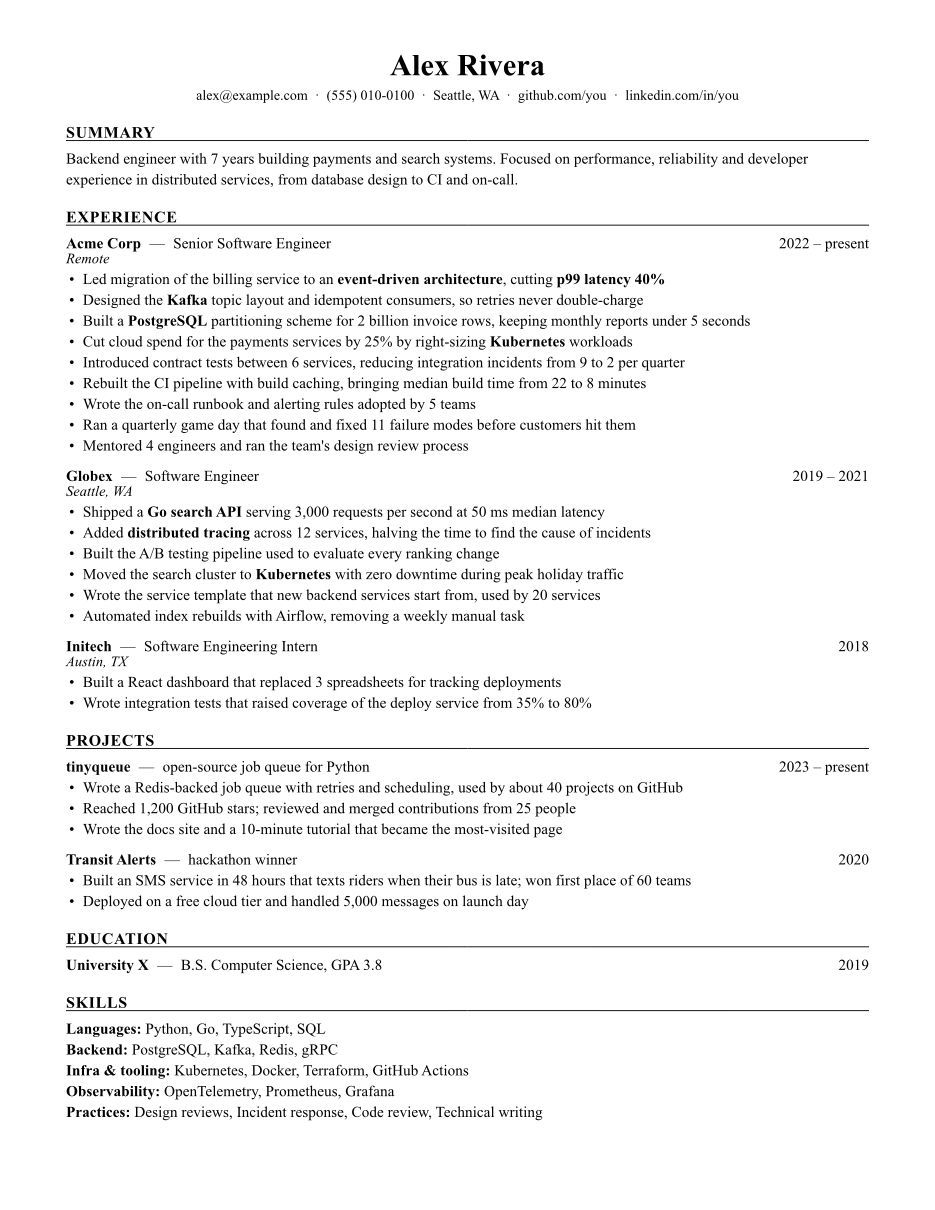 Alex Rivera
alex@example.com · (555) 010-0100 · Seattle, WA · github.com/you · linkedin.com/in/you
SUMMARY
Backend engineer with 7 years building payments and search systems. Focused on performance, reliability and developer
experience in distributed services, from database design to CI and on-call.
EXPERIENCE
Acme Corp — Senior Software Engineer 2022 – present
Remote
• Led migration of the billing service to an event-driven architecture, cutting p99 latency 40%
• Designed the Kafka topic layout and idempotent consumers, so retries never double-charge
• Built a PostgreSQL partitioning scheme for 2 billion invoice rows, keeping monthly reports under 5 seconds
• Cut cloud spend for the payments services by 25% by right-sizing Kubernetes workloads
• Introduced contract tests between 6 services, reducing integration incidents from 9 to 2 per quarter
• Rebuilt the CI pipeline with build caching, bringing median build time from 22 to 8 minutes
• Wrote the on-call runbook and alerting rules adopted by 5 teams
• Ran a quarterly game day that found and fixed 11 failure modes before customers hit them
• Mentored 4 engineers and ran the team's design review process
Globex — Software Engineer 2019 – 2021
Seattle, WA
• Shipped a Go search API serving 3,000 requests per second at 50 ms median latency
• Added distributed tracing across 12 services, halving the time to find the cause of incidents
• Built the A/B testing pipeline used to evaluate every ranking change
• Moved the search cluster to Kubernetes with zero downtime during peak holiday traffic
• Wrote the service template that new backend services start from, used by 20 services
• Automated index rebuilds with Airflow, removing a weekly manual task
Initech — Software Engineering Intern 2018
Austin, TX
• Built a React dashboard that replaced 3 spreadsheets for tracking deployments
• Wrote integration tests that raised coverage of the deploy service from 35% to 80%
PROJECTS
tinyqueue — open-source job queue for Python 2023 – present
• Wrote a Redis-backed job queue with retries and scheduling, used by about 40 projects on GitHub
• Reached 1,200 GitHub stars; reviewed and merged contributions from 25 people
• Wrote the docs site and a 10-minute tutorial that became the most-visited page
Transit Alerts — hackathon winner 2020
• Built an SMS service in 48 hours that texts riders when their bus is late; won first place of 60 teams
• Deployed on a free cloud tier and handled 5,000 messages on launch day
EDUCATION
University X — B.S. Computer Science, GPA 3.8 2019
SKILLS
Languages: Python, Go, TypeScript, SQL
Backend: PostgreSQL, Kafka, Redis, gRPC
Infra & tooling: Kubernetes, Docker, Terraform, GitHub Actions
Observability: OpenTelemetry, Prometheus, Grafana
Practices: Design reviews, Incident response, Code review, Technical writing